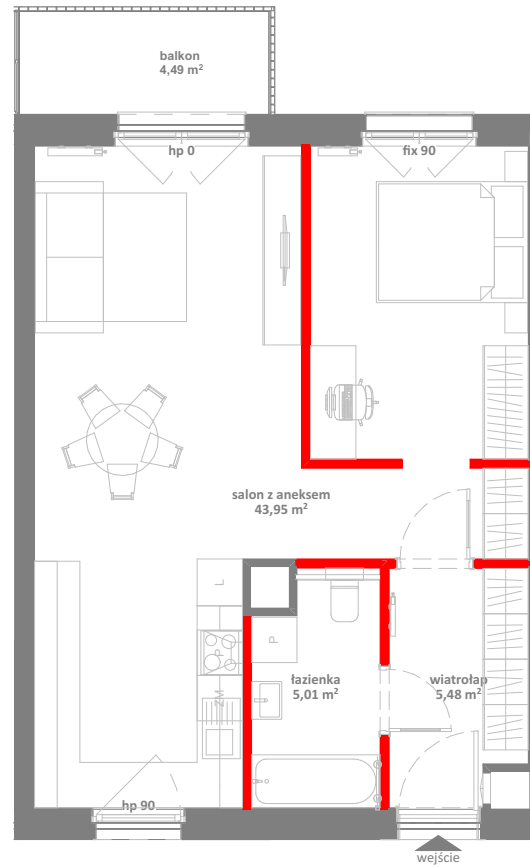 balkon
4,49 m²
hp 0
fix 90
salon z aneksem
43,95 m²
L
P
łazienka
5,01 m²
wiatrołap
5,48 m²
ZM
hp 90
wejście